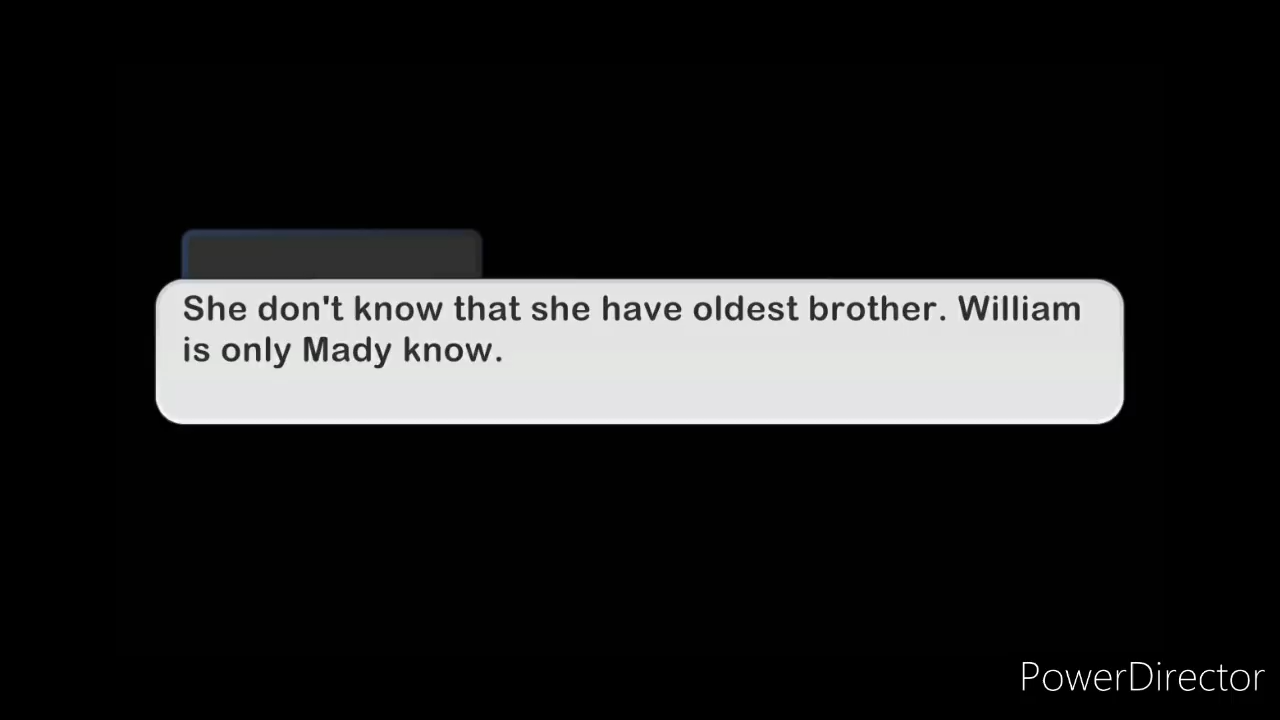 She don't know that she have oldest brother. William
is only Mady know.
PowerDirector